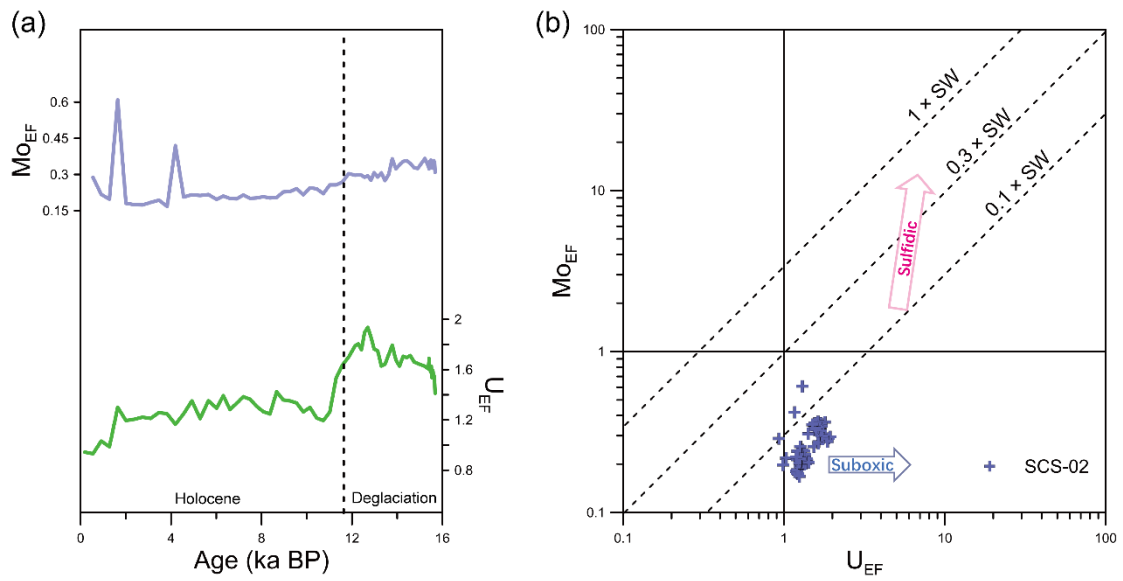 (a)
Mo_EF
0.6
0.45
0.3
0.15
2
1.6
1.2
0.8
U_EF
Holocene
Deglaciation
0
4
8
12
16
Age (ka BP)
(b)
Mo_EF
100
10
1
0.1
1 × SW
0.3 × SW
0.1 × SW
Sulfidic
Suboxic
SCS-02
0.1
1
10
100
U_EF